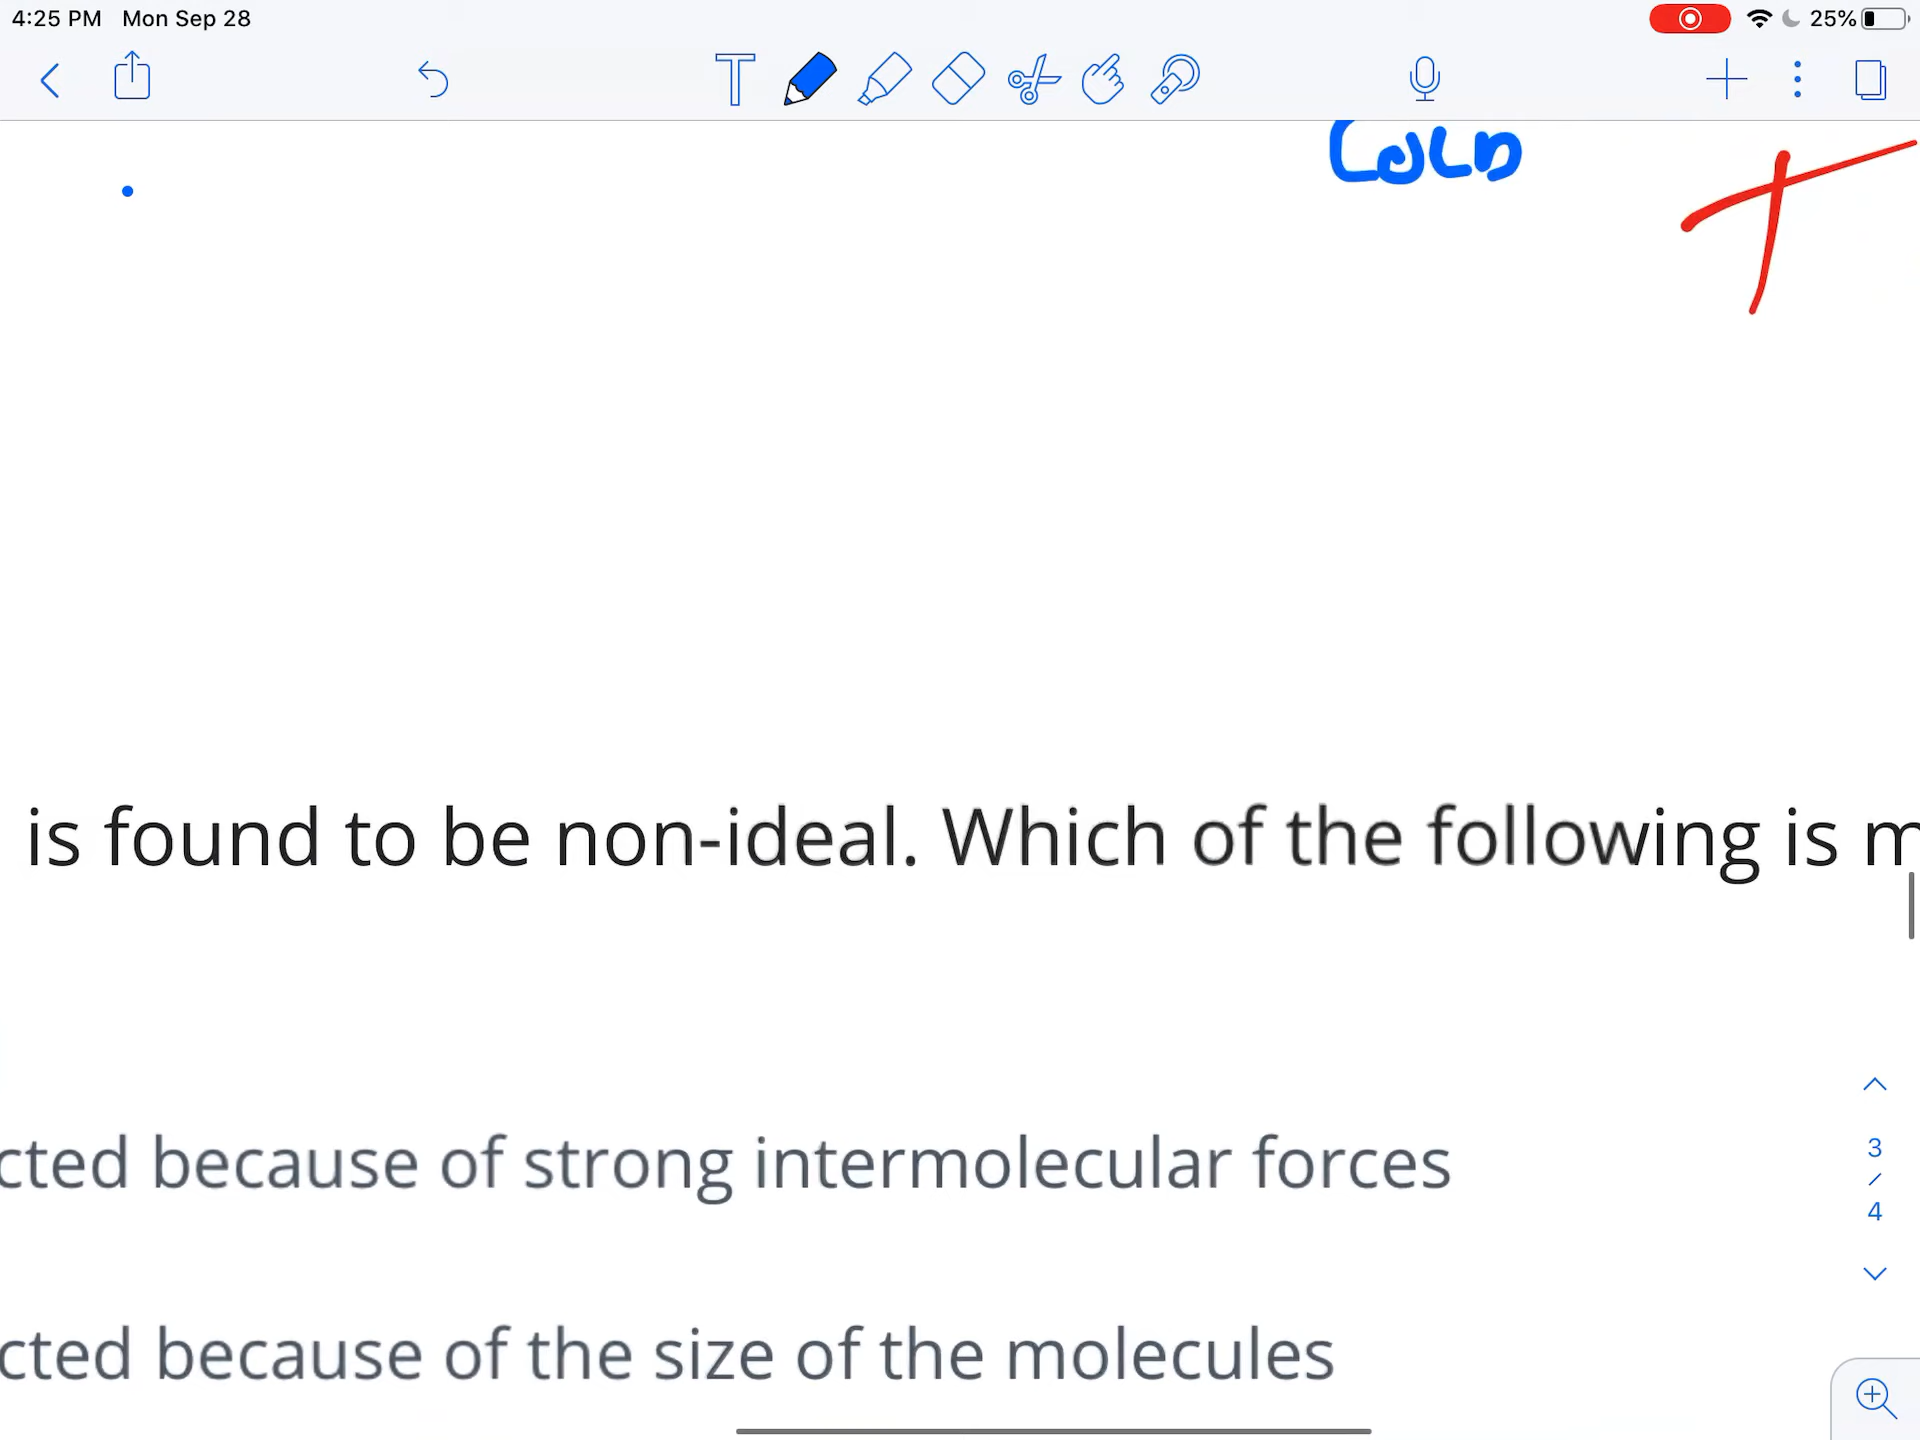 4:25 PM Mon Sep 28 25%
T
COLD
is found to be non-ideal. Which of the following is m
cted because of strong intermolecular forces
3
/
4
cted because of the size of the molecules